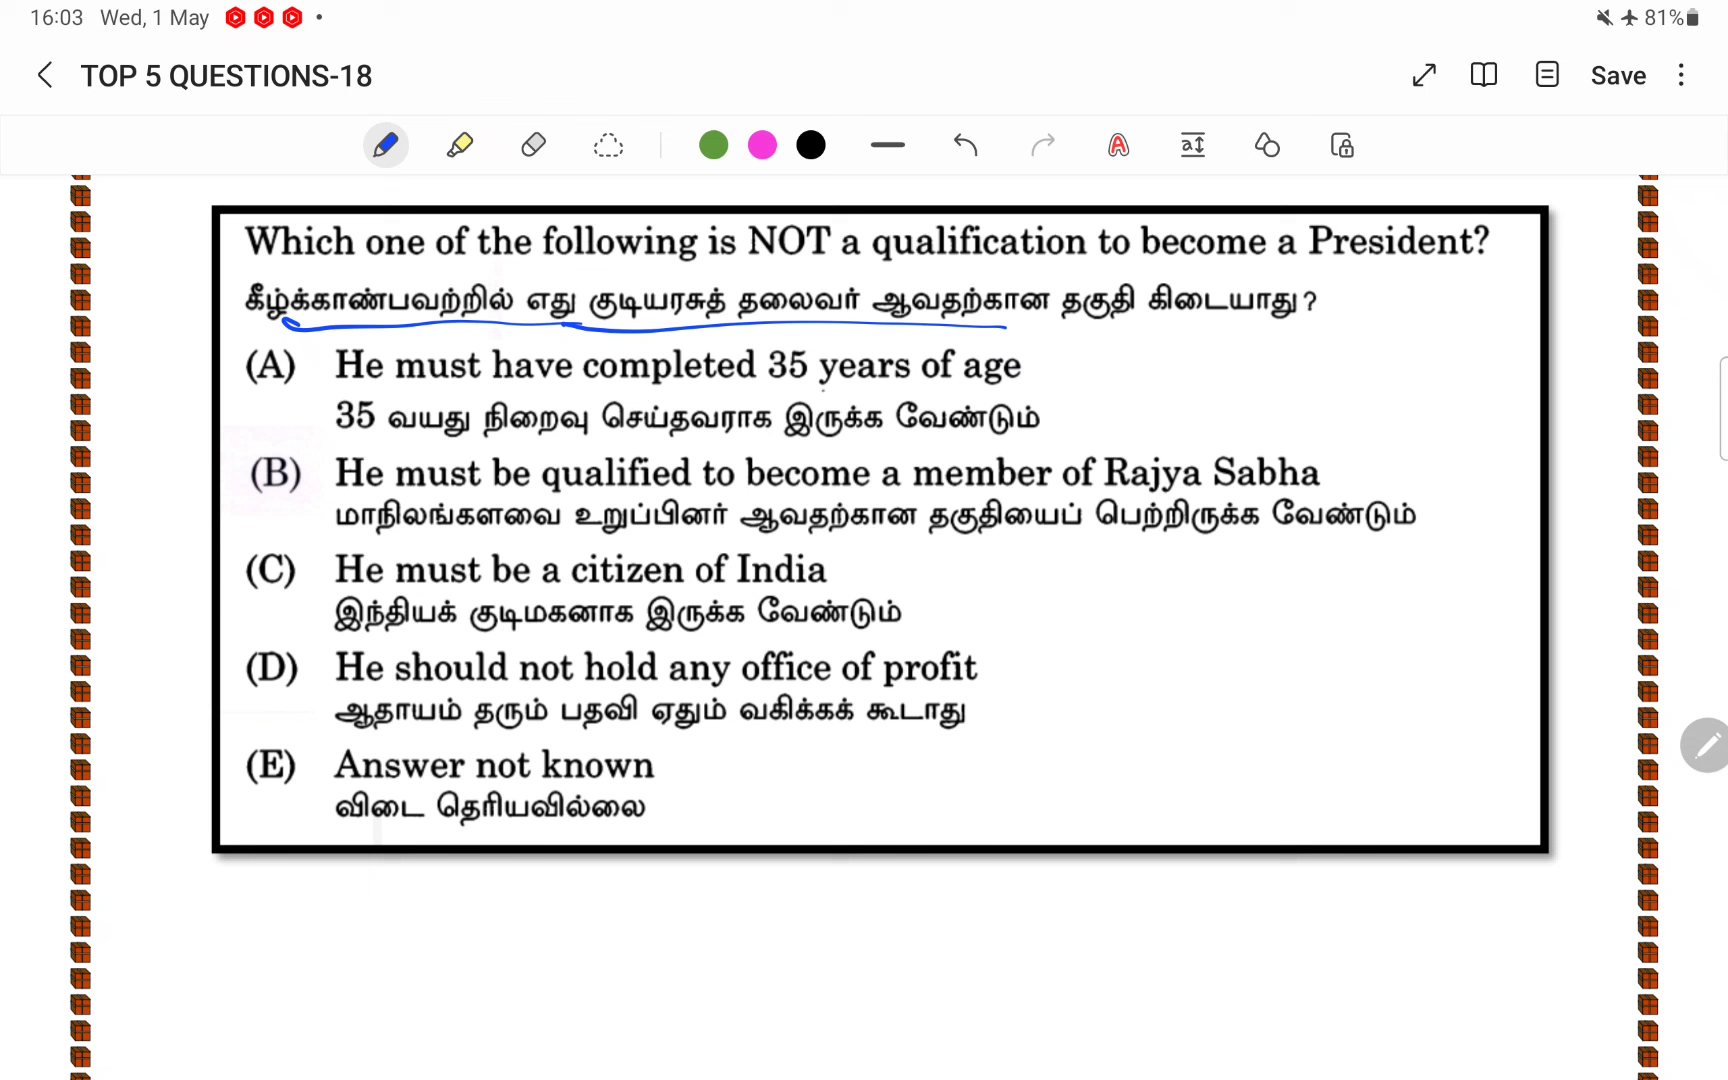 16:03 Wed, 1 May
81%
TOP 5 QUESTIONS-18
Save
Which one of the following is NOT a qualification to become a President?
கீழ்க்காண்பவற்றில் எது குடியரசுத் தலைவர் ஆவதற்கான தகுதி கிடையாது?
(A) He must have completed 35 years of age
35 வயது நிறைவு செய்தவராக இருக்க வேண்டும்
(B) He must be qualified to become a member of Rajya Sabha
மாநிலங்களவை உறுப்பினர் ஆவதற்கான தகுதியைப் பெற்றிருக்க வேண்டும்
(C) He must be a citizen of India
இந்தியக் குடிமகனாக இருக்க வேண்டும்
(D) He should not hold any office of profit
ஆதாயம் தரும் பதவி ஏதும் வகிக்கக் கூடாது
(E) Answer not known
விடை தெரியவில்லை